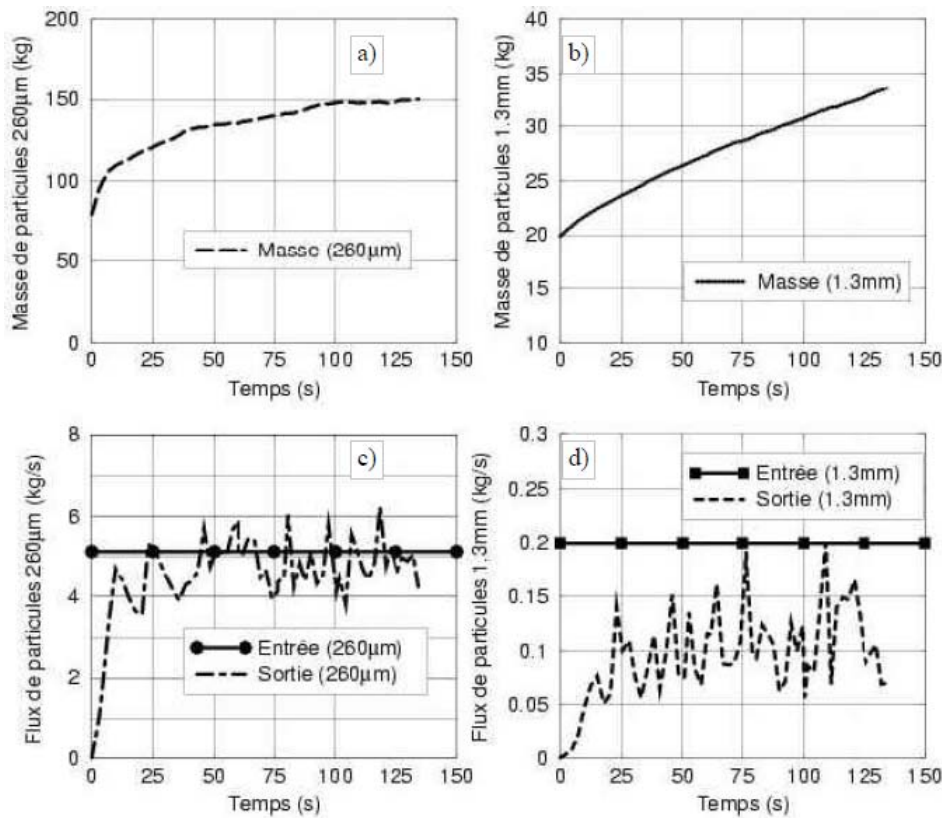 200
150
100
50
0
Masse de particules 260µm (kg)
a)
Masse (260µm)
0 25 50 75 100 125 150
Temps (s)
40
35
30
25
20
15
10
Masse de particules 1.3mm (kg)
b)
Masse (1.3mm)
0 25 50 75 100 125 150
Temps (s)
8
6
4
2
0
Flux de particules 260µm (kg/s)
c)
Entrée (260µm)
Sortie (260µm)
0 25 50 75 100 125 150
Temps (s)
0.3
0.25
0.2
0.15
0.1
0.05
0
Flux de particules 1.3mm (kg/s)
d)
Entrée (1.3mm)
Sortie (1.3mm)
0 25 50 75 100 125 150
Temps (s)